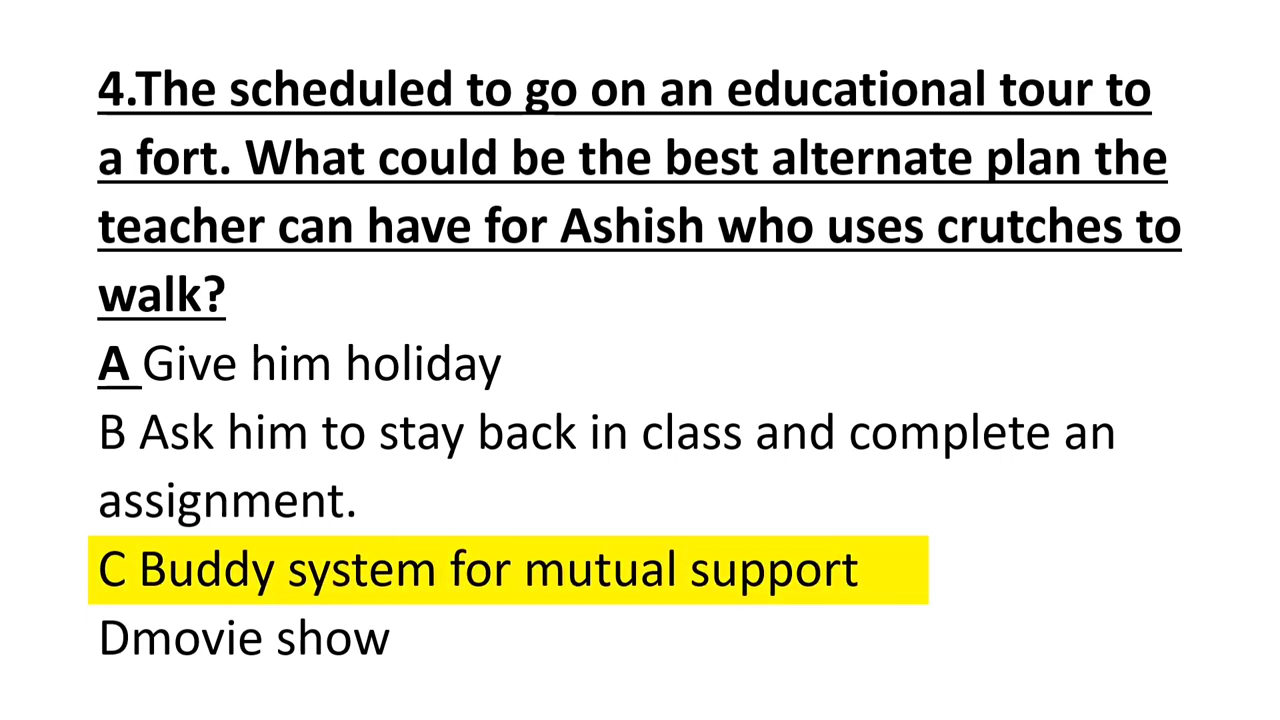 4.The scheduled to go on an educational tour to
a fort. What could be the best alternate plan the
teacher can have for Ashish who uses crutches to
walk?
A Give him holiday
B Ask him to stay back in class and complete an
assignment.
C Buddy system for mutual support
Dmovie show